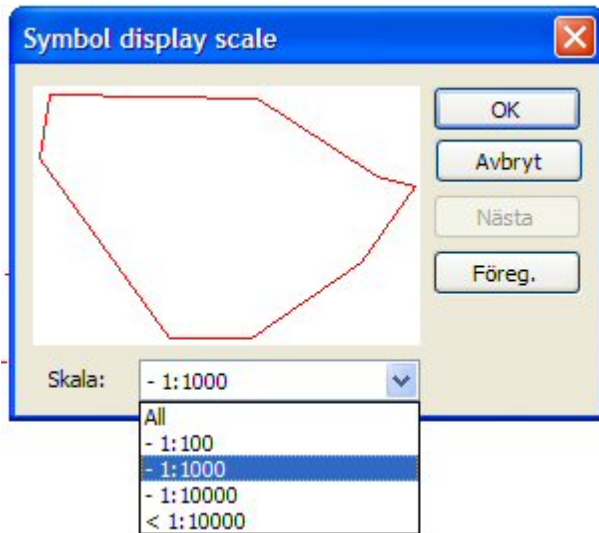 Symbol display scale
OK
Avbryt
Nästa
Föreg.
Skala: - 1:1000
All
- 1:100
- 1:1000
- 1:10000
< 1:10000